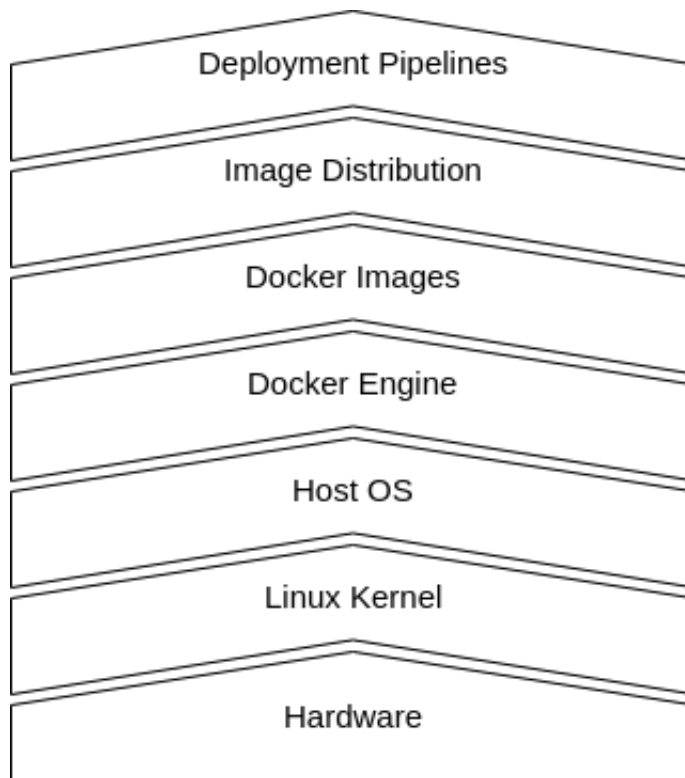 Deployment Pipelines
Image Distribution
Docker Images
Docker Engine
Host OS
Linux Kernel
Hardware